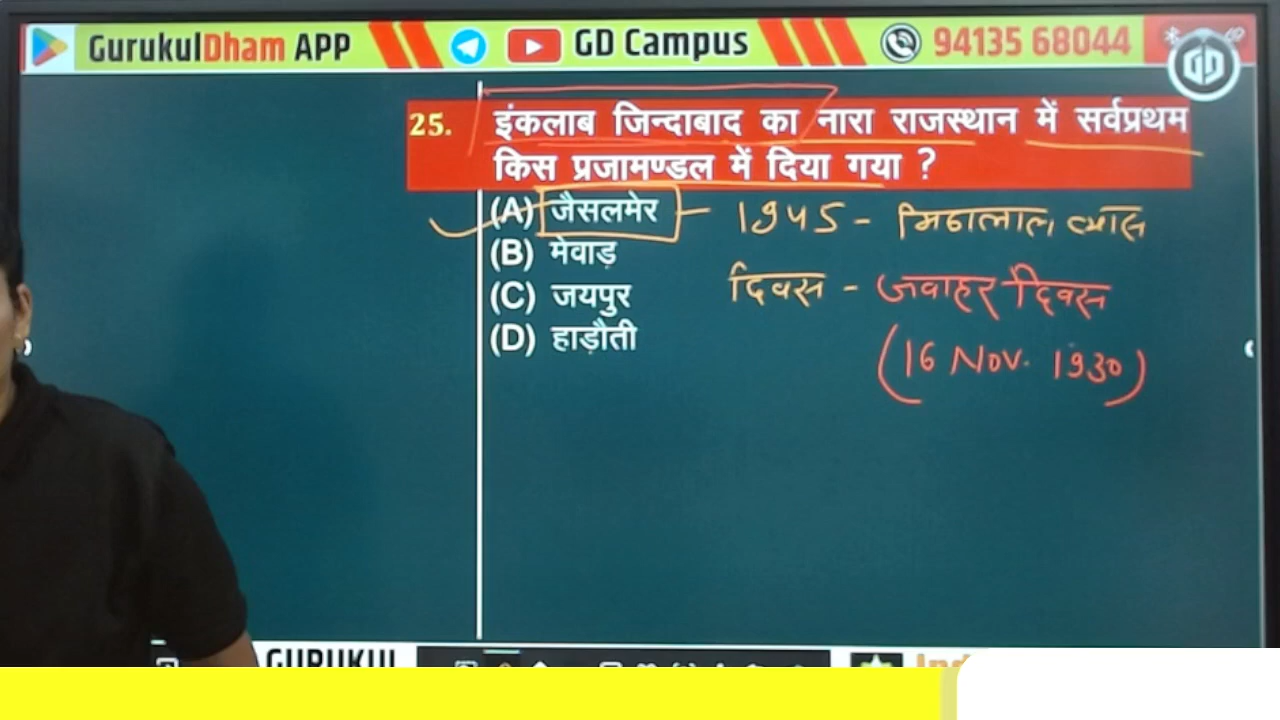 GurukulDham APP GD Campus 94135 68044
25. इंकलाब जिन्दाबाद का नारा राजस्थान में सर्वप्रथम
किस प्रजामण्डल में दिया गया ?
(A) जैसलमेर - 1945 - मिठालाल व्यास
(B) मेवाड़
दिवस - जवाहर दिवस
(C) जयपुर
(D) हाड़ौती
(16 Nov. 1930)
GURUKUL